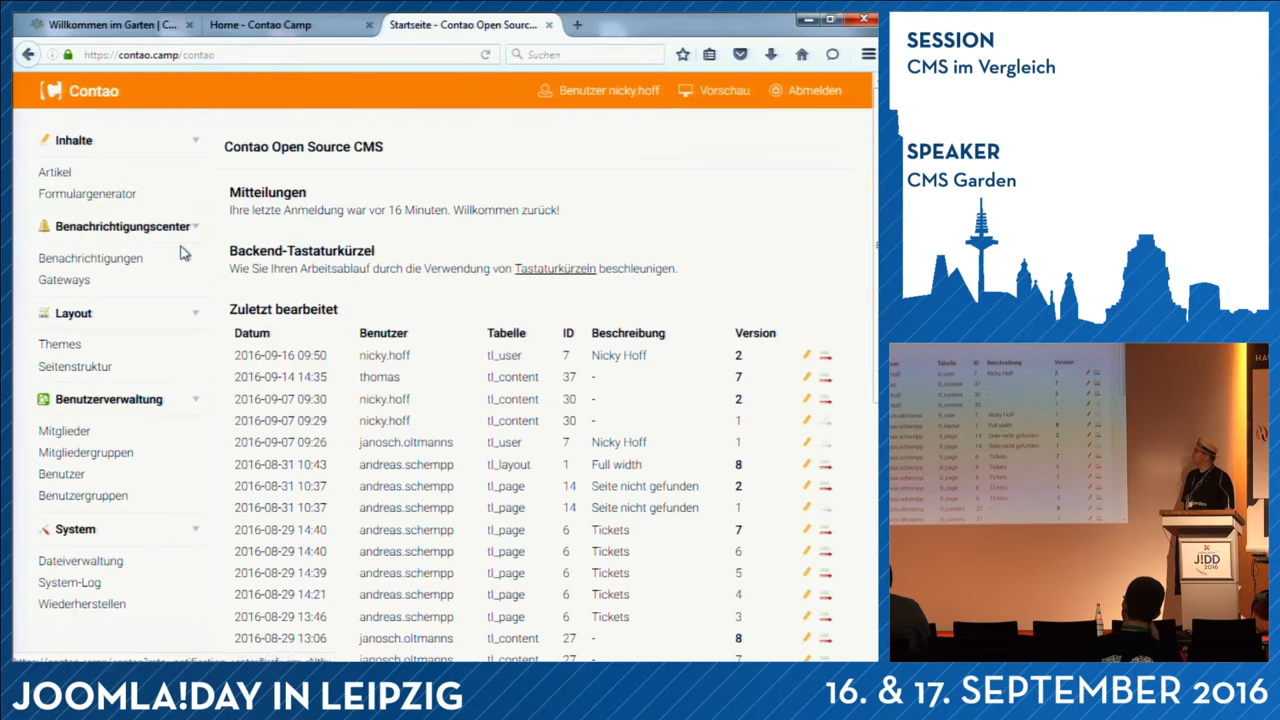 Willkommen im Garten | C...
Home - Contao Camp
Startseite - Contao Open Sourc...
https://contao.camp/contao
Suchen
Contao
Benutzer nicky.hoff
Vorschau
Abmelden
Inhalte
Artikel
Formulargenerator
Benachrichtigungscenter
Benachrichtigungen
Gateways
Layout
Themes
Seitenstruktur
Benutzerverwaltung
Mitglieder
Mitgliedergruppen
Benutzer
Benutzergruppen
System
Dateiverwaltung
System-Log
Wiederherstellen
Contao Open Source CMS
Mitteilungen
Ihre letzte Anmeldung war vor 16 Minuten. Willkommen zurück!
Backend-Tastaturkürzel
Wie Sie Ihren Arbeitsablauf durch die Verwendung von Tastaturkürzeln beschleunigen.
Zuletzt bearbeitet
Datum Benutzer Tabelle ID Beschreibung Version
2016-09-16 09:50 nicky.hoff tl_user 7 Nicky Hoff 2
2016-09-14 14:35 thomas tl_content 37 - 7
2016-09-07 09:30 nicky.hoff tl_content 30 - 2
2016-09-07 09:29 nicky.hoff tl_content 30 - 1
2016-09-07 09:26 janosch.oltmanns tl_user 7 Nicky Hoff 1
2016-08-31 10:43 andreas.schempp tl_layout 1 Full width 8
2016-08-31 10:37 andreas.schempp tl_page 14 Seite nicht gefunden 2
2016-08-31 10:37 andreas.schempp tl_page 14 Seite nicht gefunden 1
2016-08-29 14:40 andreas.schempp tl_page 6 Tickets 7
2016-08-29 14:40 andreas.schempp tl_page 6 Tickets 6
2016-08-29 14:39 andreas.schempp tl_page 6 Tickets 5
2016-08-29 14:21 andreas.schempp tl_page 6 Tickets 4
2016-08-29 13:46 andreas.schempp tl_page 6 Tickets 3
2016-08-29 13:06 janosch.oltmanns tl_content 27 - 8
SESSION
CMS im Vergleich
SPEAKER
CMS Garden
J!DD
2016
JOOMLA!DAY IN LEIPZIG
16. & 17. SEPTEMBER 2016